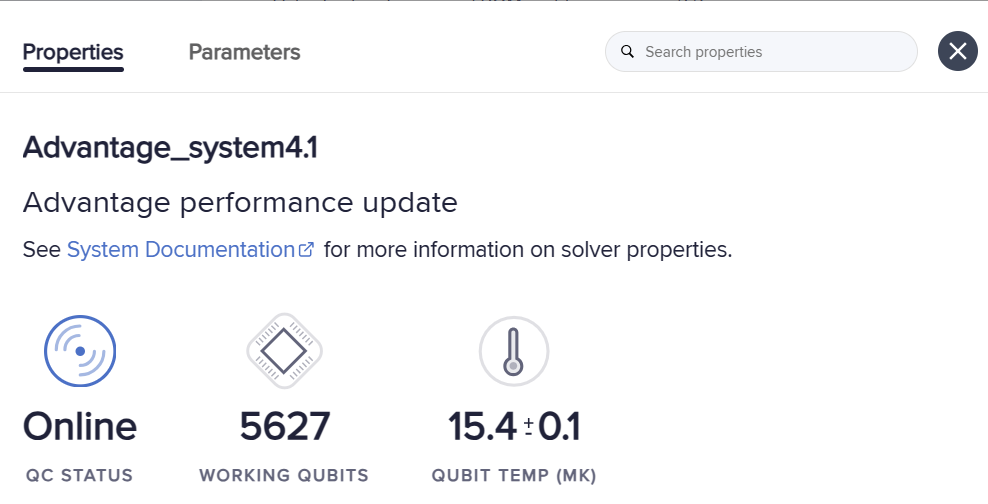 Properties Parameters Search properties
Advantage_system4.1
Advantage performance update
See System Documentation for more information on solver properties.
Online 5627 15.4 ± 0.1
QC STATUS WORKING QUBITS QUBIT TEMP (MK)